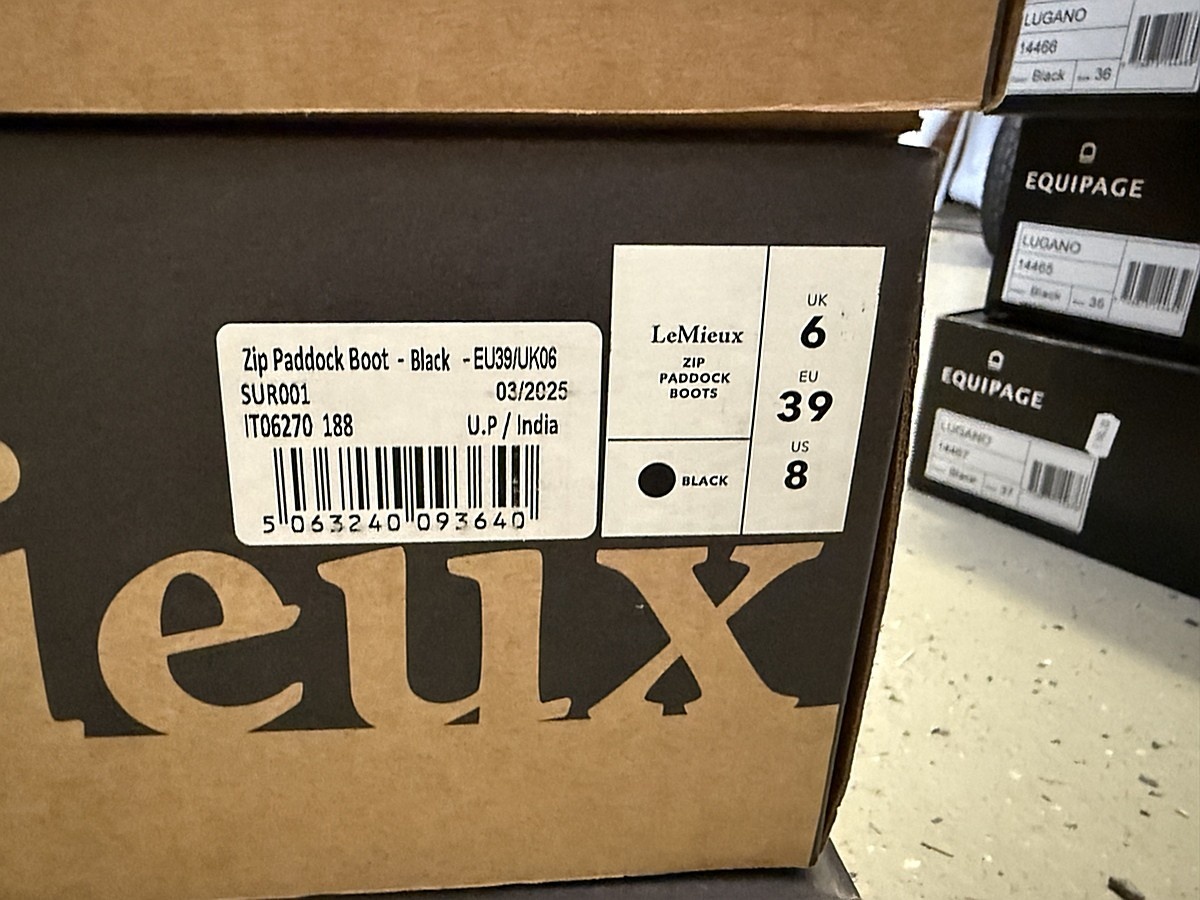 Zip Paddock Boot - Black - EU39/UK06
SUR001 03/2025
IT06270 188 U.P / India
5 063240 093640
LeMieux
ZIP
PADDOCK
BOOTS
BLACK
UK
6
EU
39
US
8
ieux
LUGANO
14466
Black 36
EQUIPAGE
LUGANO
14465
Black 36
EQUIPAGE
LUGANO
14467
Black 37